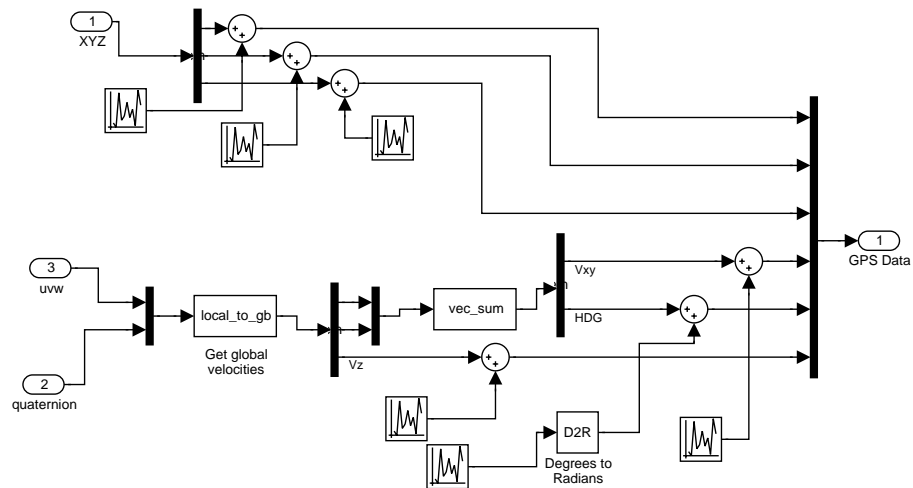 1
XYZ
3
uvw
2
quaternion
local_to_gb
Get global
velocities
Vz
vec_sum
Vxy
HDG
D2R
Degrees to
Radians
1
GPS Data
+
+
+
+
+
+
+
+
+
+
+
+